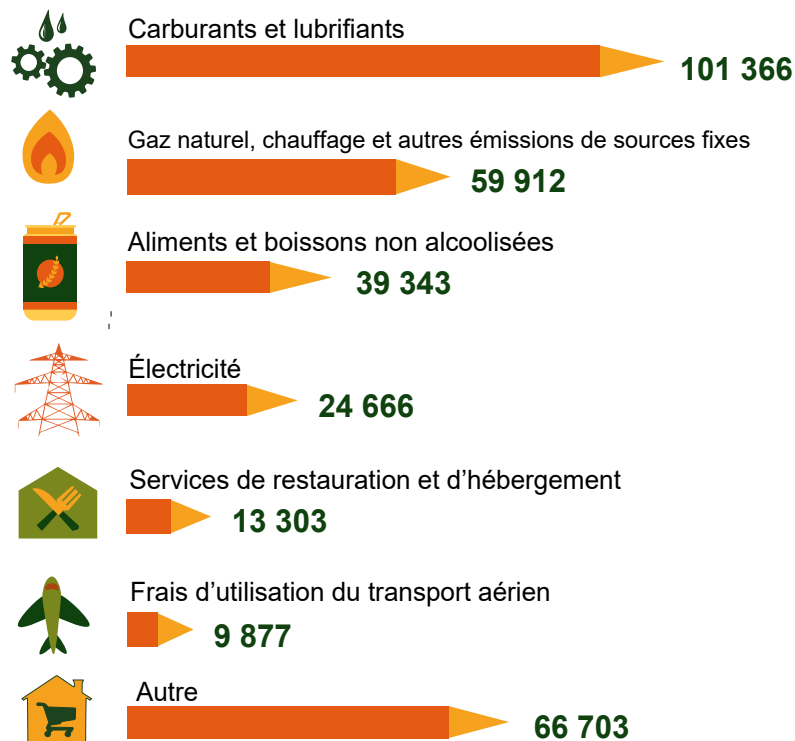 Carburants et lubrifiants
101 366
Gaz naturel, chauffage et autres émissions de sources fixes
59 912
Aliments et boissons non alcoolisées
39 343
Électricité
24 666
Services de restauration et d’hébergement
13 303
Frais d’utilisation du transport aérien
9 877
Autre
66 703